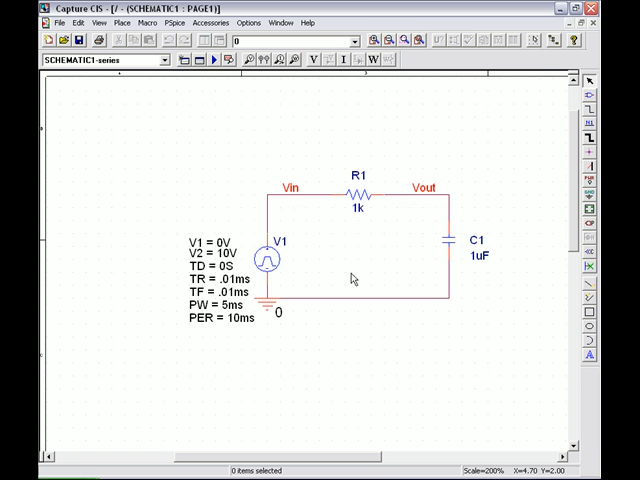 Capture CIS - [/ - (SCHEMATIC1 : PAGE1)]
File Edit View Place Macro PSpice Accessories Options Window Help
0
U?
SCHEMATIC1-series
V I W
N1
PWR
R1
Vin Vout
1k
V1
C1
1uF
V1 = 0V
V2 = 10V
TD = 0S
TR = .01ms
TF = .01ms
PW = 5ms
PER = 10ms
0
A
0 items selected Scale=200% X=4.70 Y=2.00